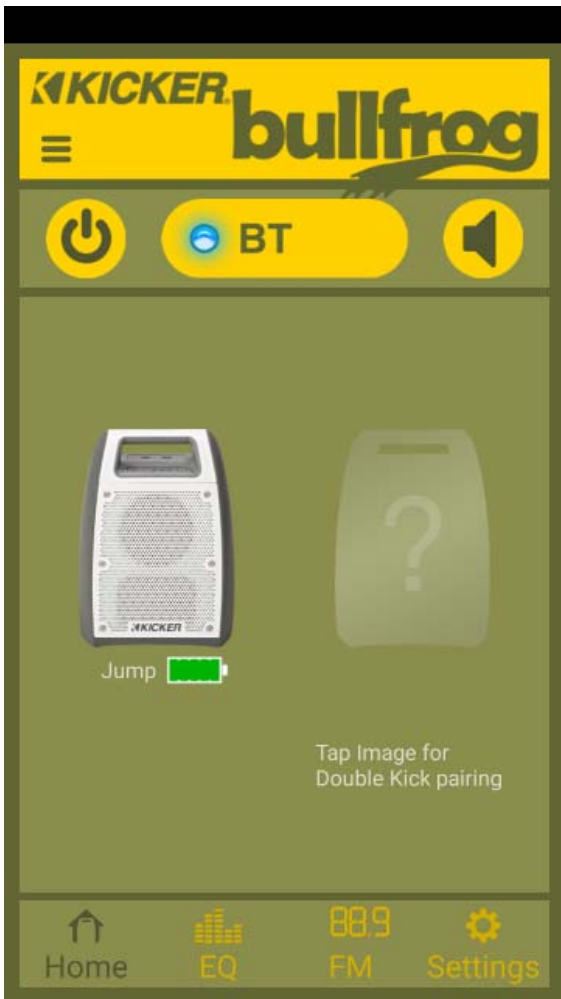 KICKER
bullfrog
BT
KICKER
Jump
Tap Image for
Double Kick pairing
88.9
Home EQ FM Settings